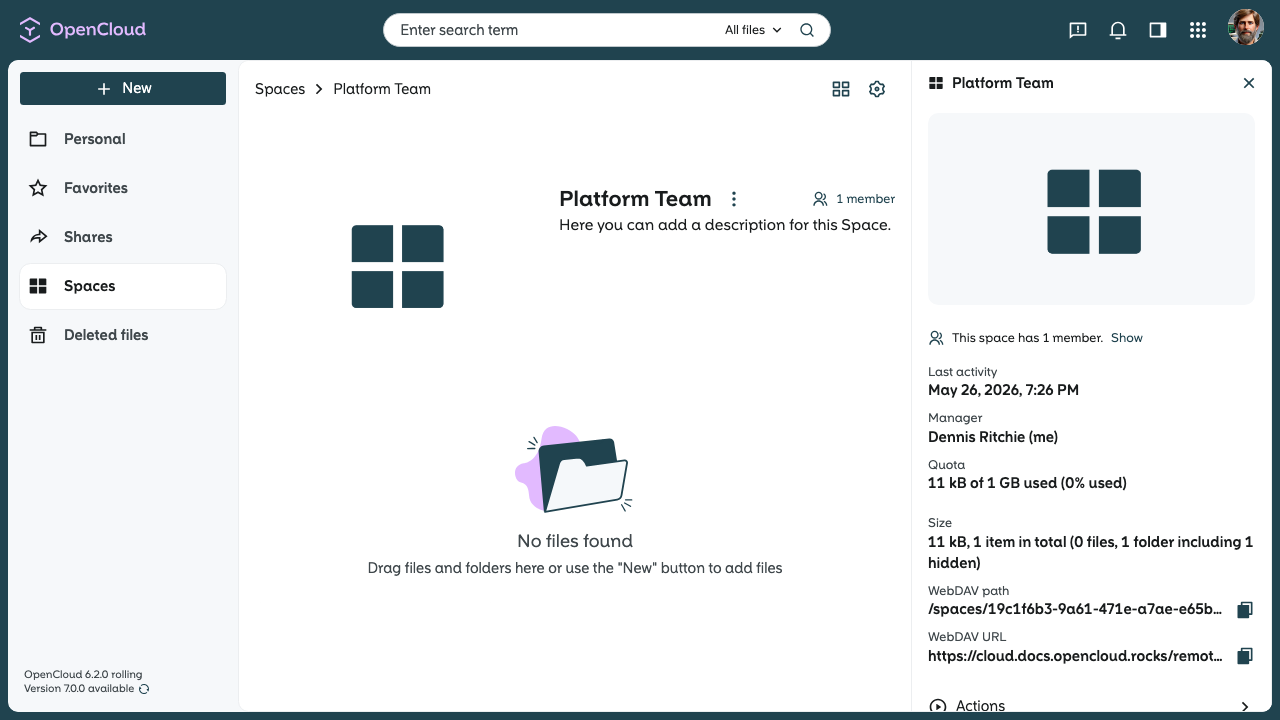 OpenCloud
Enter search term
All files
New
Personal
Favorites
Shares
Spaces
Deleted files
OpenCloud 6.2.0 rolling
Version 7.0.0 available
Spaces > Platform Team
Platform Team
1 member
Here you can add a description for this Space.
No files found
Drag files and folders here or use the "New" button to add files
Platform Team
This space has 1 member. Show
Last activity
May 26, 2026, 7:26 PM
Manager
Dennis Ritchie (me)
Quota
11 kB of 1 GB used (0% used)
Size
11 kB, 1 item in total (0 files, 1 folder including 1
hidden)
WebDAV path
/spaces/19c1f6b3-9a61-471e-a7ae-e65b...
WebDAV URL
https://cloud.docs.opencloud.rocks/remot...
Actions